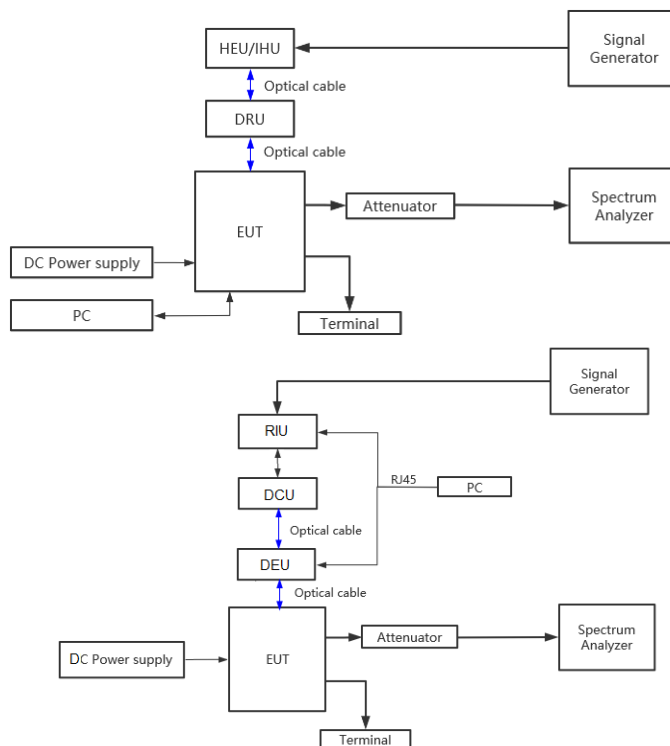 HEU/IHU
Signal
Generator
Optical cable
DRU
Optical cable
EUT
Attenuator
Spectrum
Analyzer
DC Power supply
PC
Terminal
Signal
Generator
RIU
RJ45
PC
DCU
Optical cable
DEU
Optical cable
EUT
Attenuator
Spectrum
Analyzer
DC Power supply
Terminal